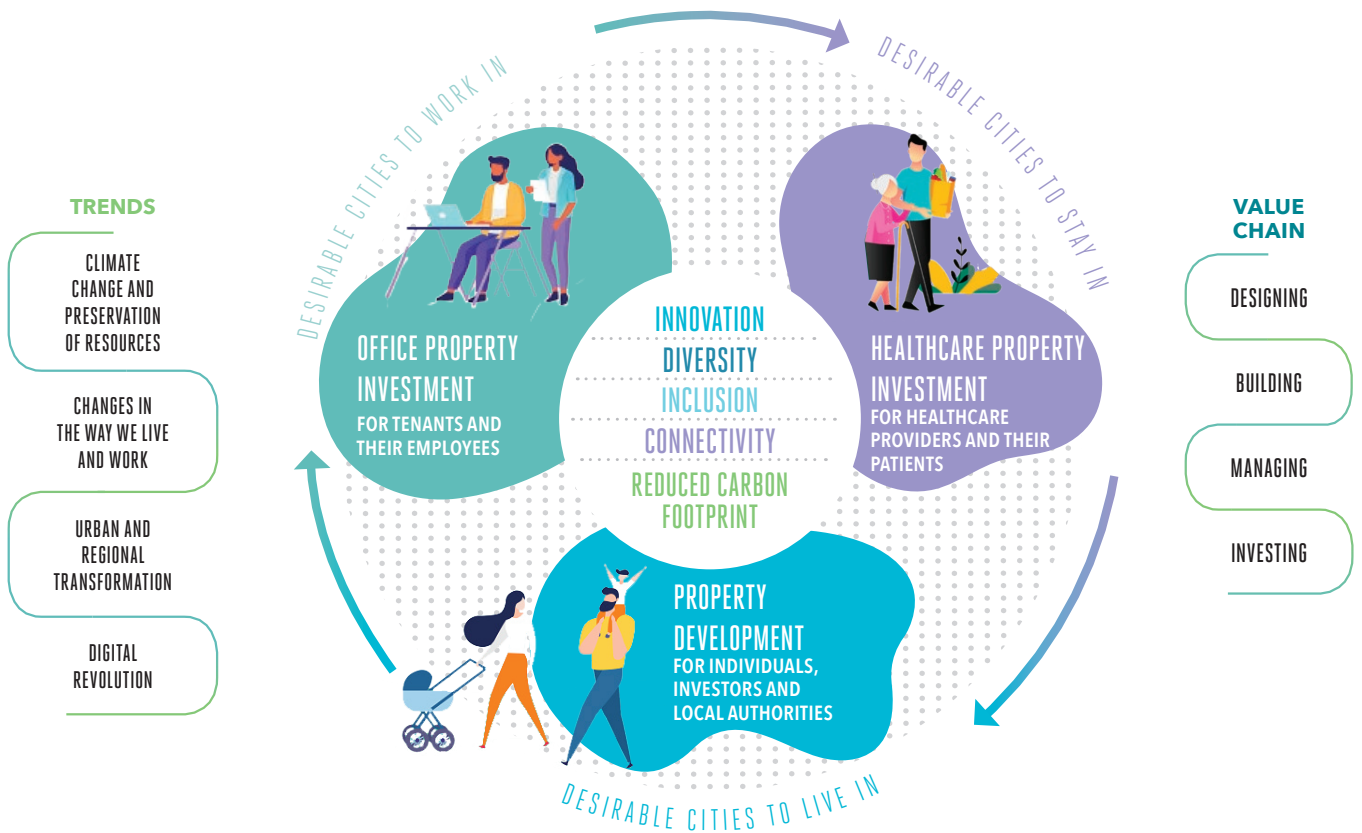 TRENDS
CLIMATE
CHANGE AND
PRESERVATION
OF RESOURCES
CHANGES IN
THE WAY WE LIVE
AND WORK
URBAN AND
REGIONAL
TRANSFORMATION
DIGITAL
REVOLUTION
DESIRABLE CITIES TO WORK IN
OFFICE PROPERTY
INVESTMENT
FOR TENANTS AND
THEIR EMPLOYEES
INNOVATION
DIVERSITY
INCLUSION
CONNECTIVITY
REDUCED CARBON
FOOTPRINT
DESIRABLE CITIES TO STAY IN
HEALTHCARE PROPERTY
INVESTMENT
FOR HEALTHCARE
PROVIDERS AND THEIR
PATIENTS
PROPERTY
DEVELOPMENT
FOR INDIVIDUALS,
INVESTORS AND
LOCAL AUTHORITIES
DESIRABLE CITIES TO LIVE IN
VALUE
CHAIN
DESIGNING
BUILDING
MANAGING
INVESTING